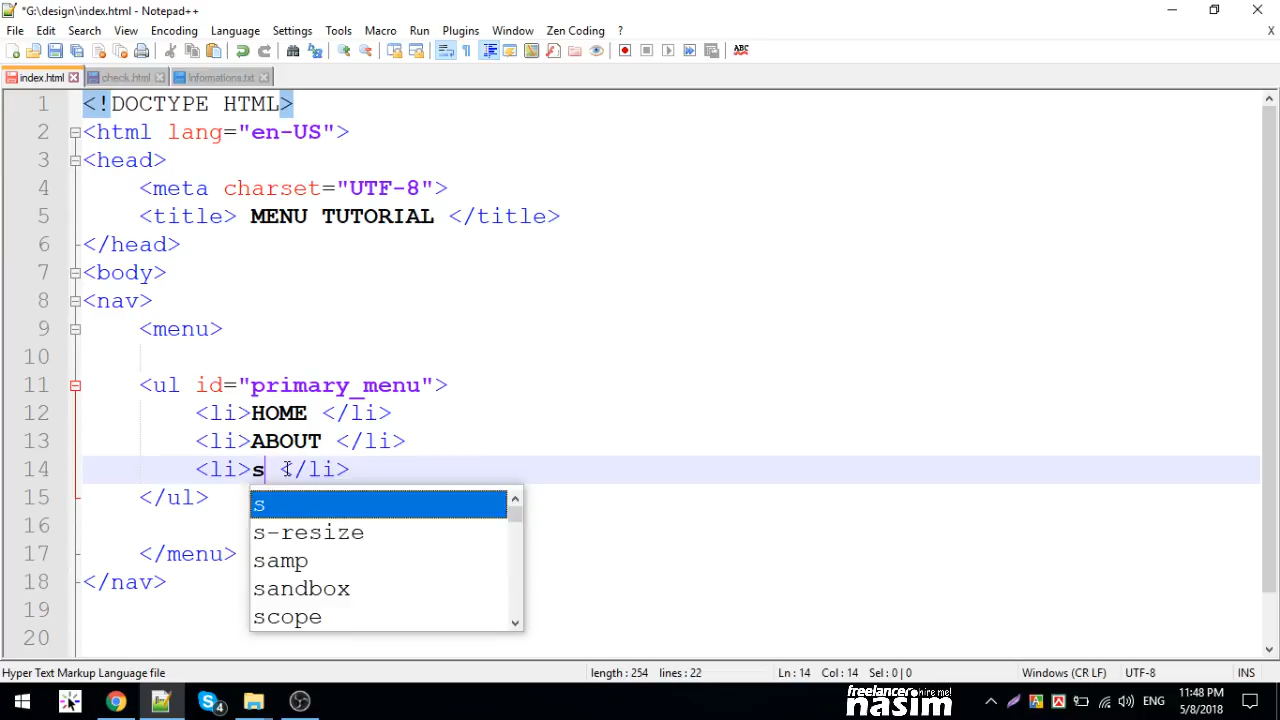 *G:\design\index.html - Notepad++
File Edit Search View Encoding Language Settings Tools Macro Run Plugins Window Zen Coding ? X
ABC
index.html check.html Informations.txt
1 <!DOCTYPE HTML>
2 <html lang="en-US">
3 <head>
4 <meta charset="UTF-8">
5 <title> MENU TUTORIAL </title>
6 </head>
7 <body>
8 <nav>
9 <menu>
10
11 <ul id="primary_menu">
12 <li>HOME </li>
13 <li>ABOUT </li>
14 <li>s </li>
15 </ul>
s
16
s-resize
17 </menu>
samp
18 </nav>
sandbox
19
scope
20
Hyper Text Markup Language file length : 254 lines : 22 Ln : 14 Col : 14 Sel : 0 | 0 Windows (CR LF) UTF-8 INS
4 freelancer hire me! ENG 11:48 PM
nasim 5/8/2018